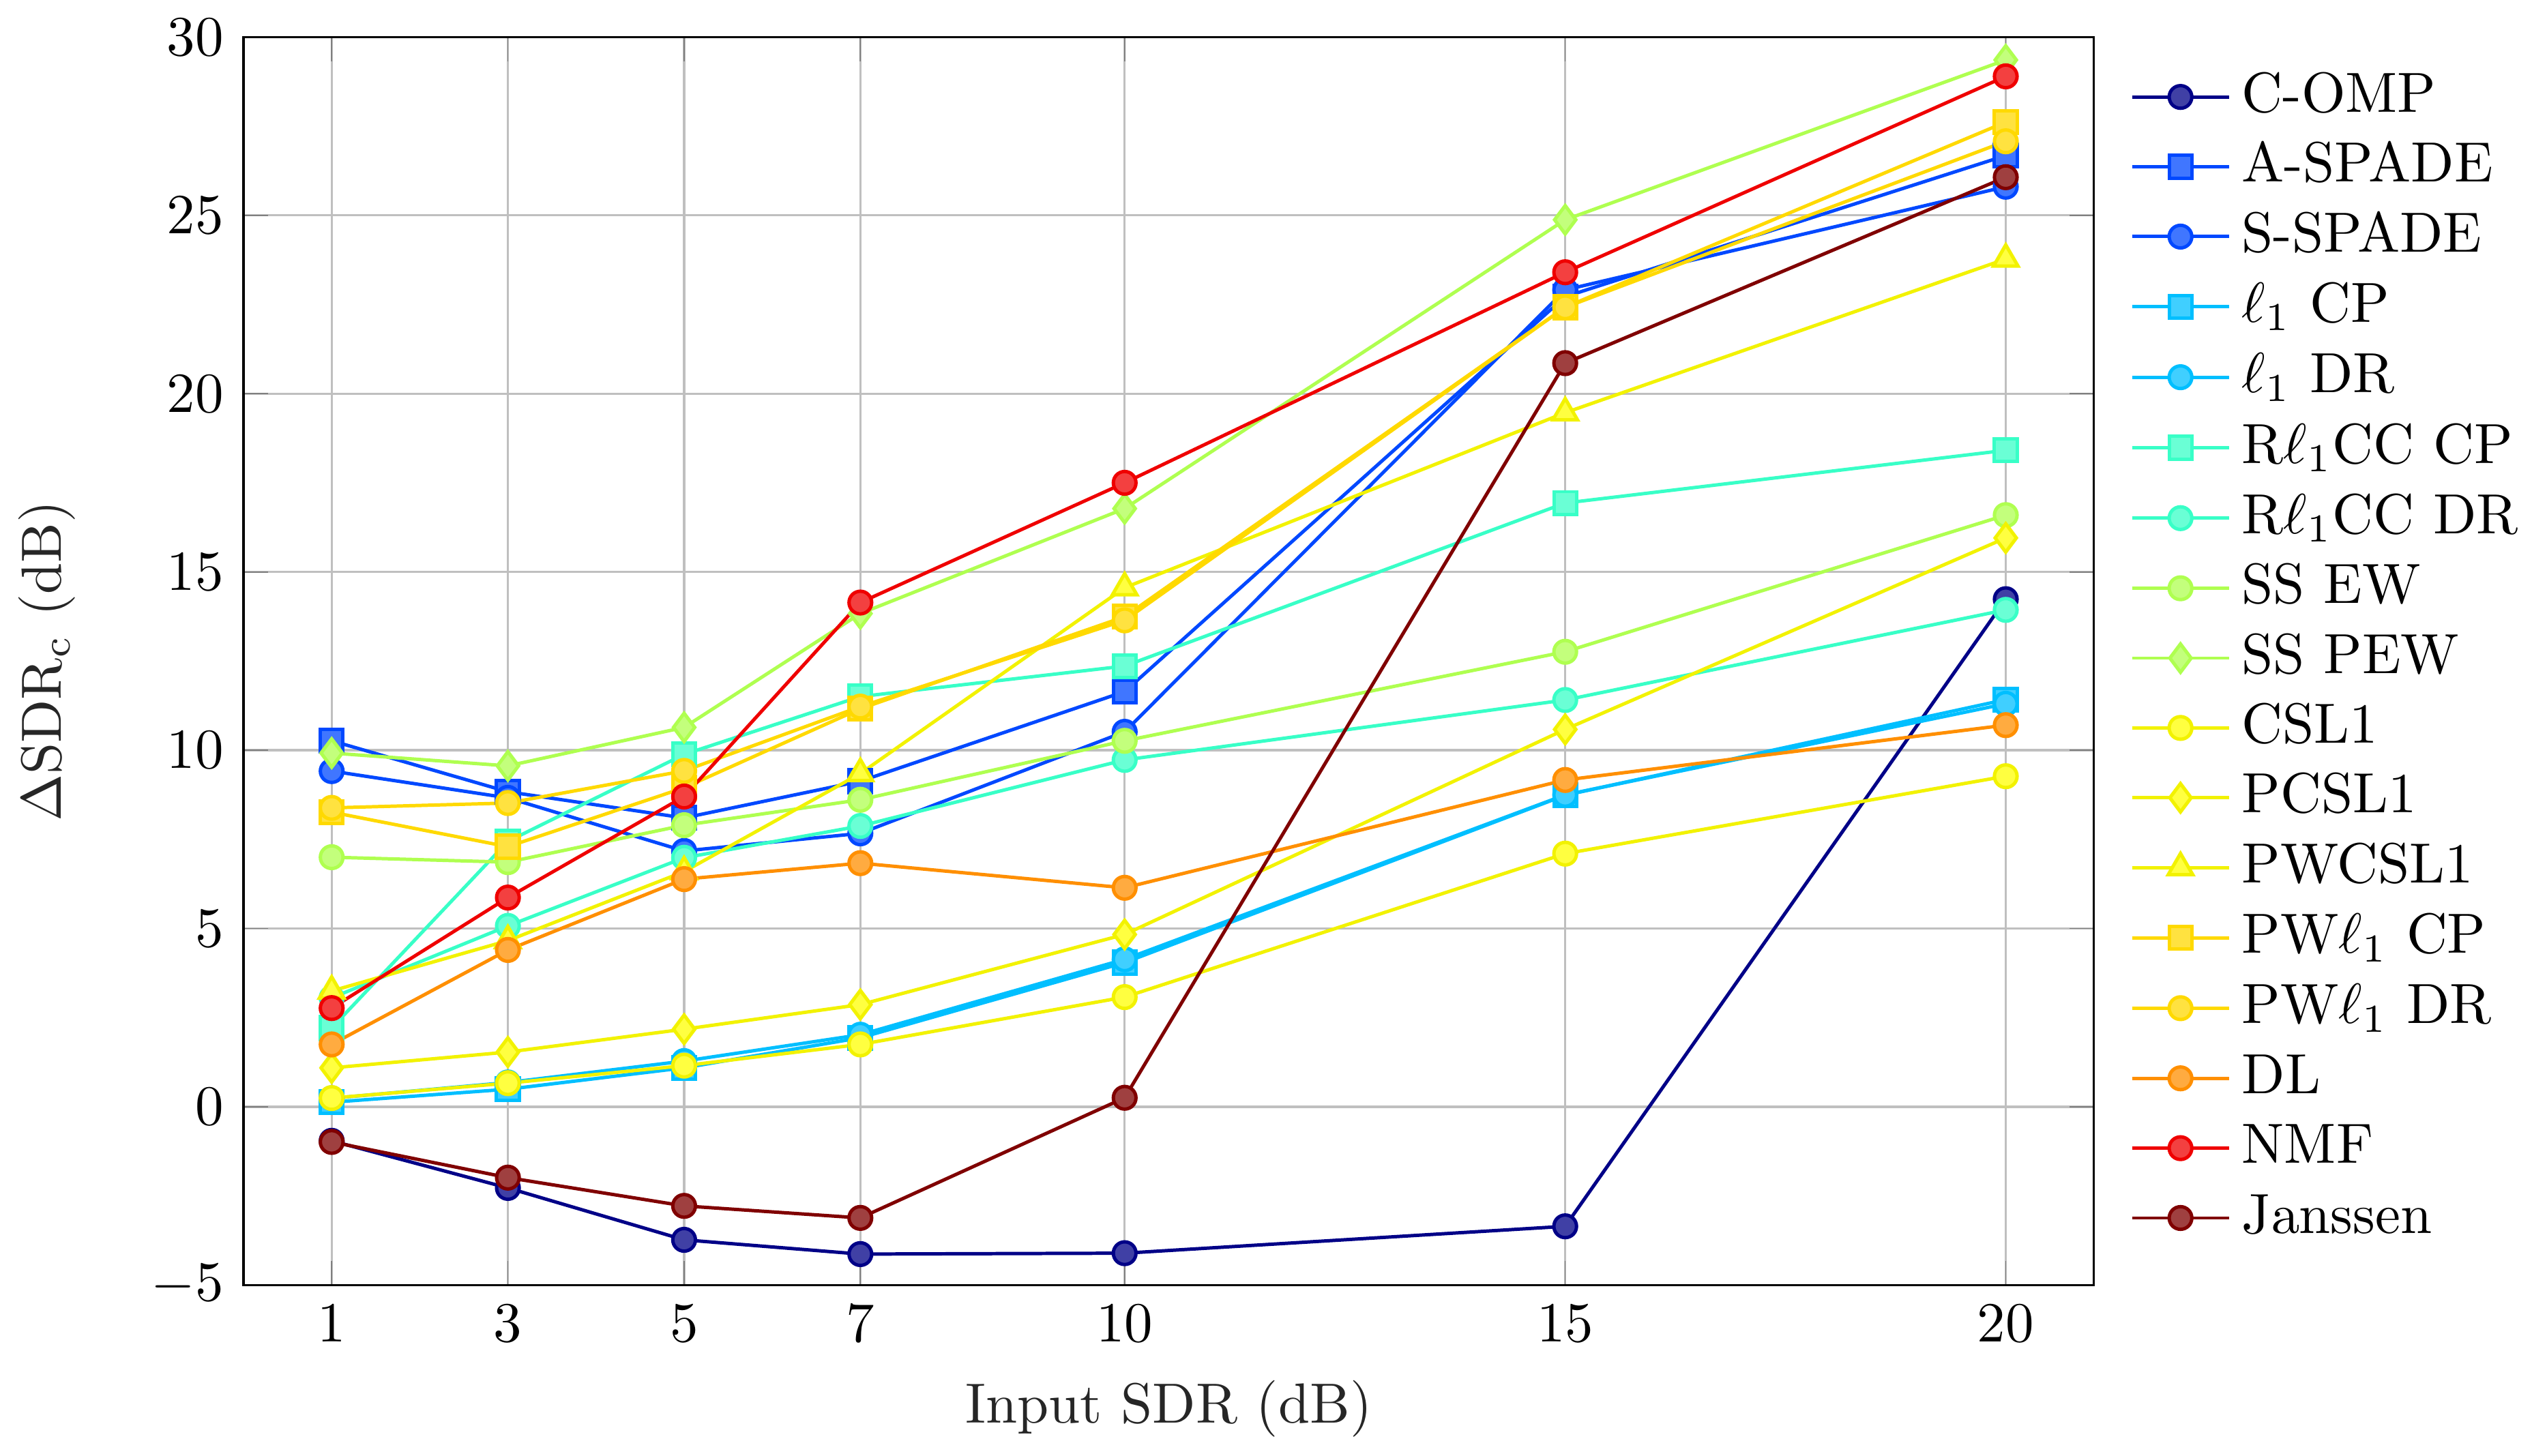 30
25
20
15
10
5
0
−5
ΔSDRc (dB)
1 3 5 7 10 15 20
Input SDR (dB)
C-OMP
A-SPADE
S-SPADE
ℓ1 CP
ℓ1 DR
Rℓ1CC CP
Rℓ1CC DR
SS EW
SS PEW
CSL1
PCSL1
PWCSL1
PWℓ1 CP
PWℓ1 DR
DL
NMF
Janssen